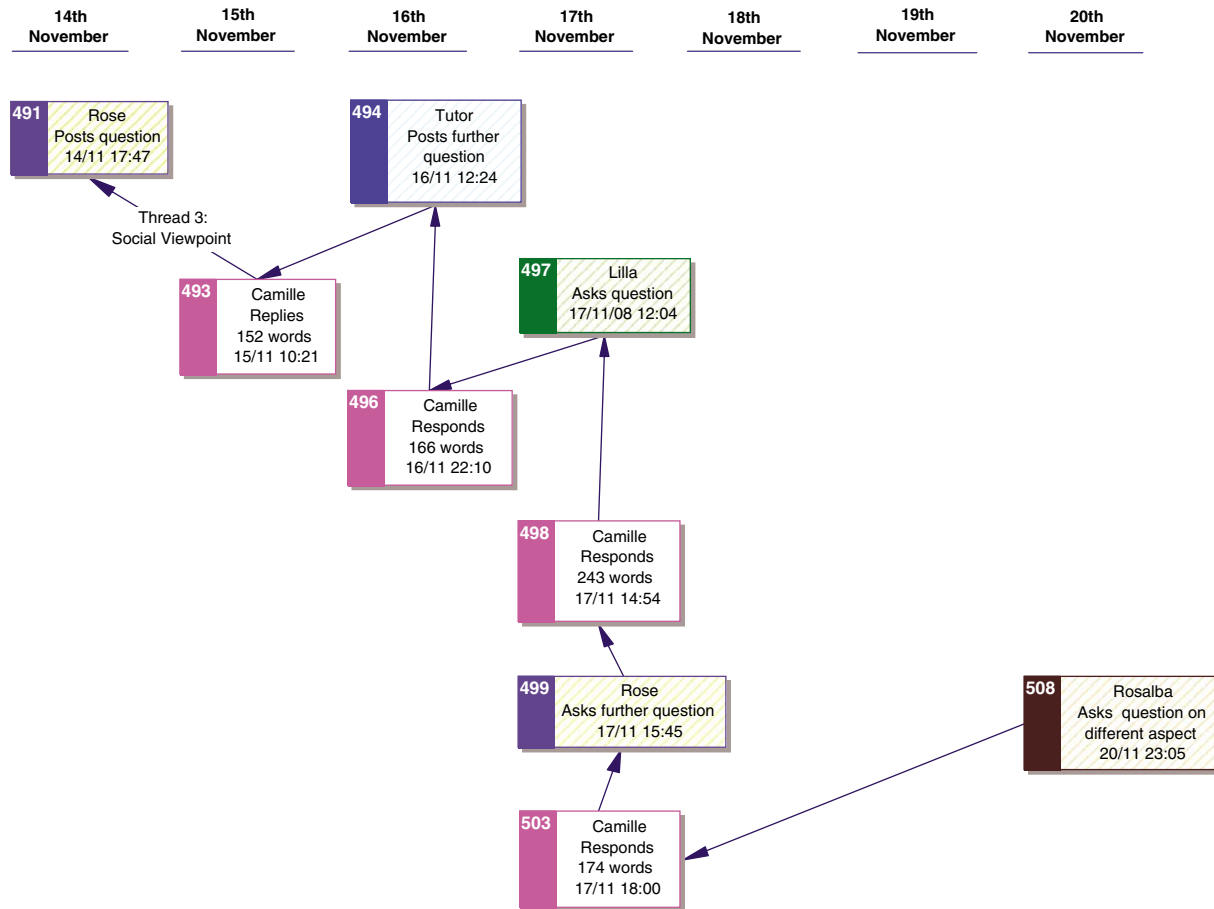 14th
November
15th
November
16th
November
17th
November
18th
November
19th
November
20th
November
491
Rose
Posts question
14/11 17:47
494
Tutor
Posts further
question
16/11 12:24
Thread 3:
Social Viewpoint
493
Camille
Replies
152 words
15/11 10:21
497
Lilla
Asks question
17/11/08 12:04
496
Camille
Responds
166 words
16/11 22:10
498
Camille
Responds
243 words
17/11 14:54
499
Rose
Asks further question
17/11 15:45
508
Rosalba
Asks question on
different aspect
20/11 23:05
503
Camille
Responds
174 words
17/11 18:00